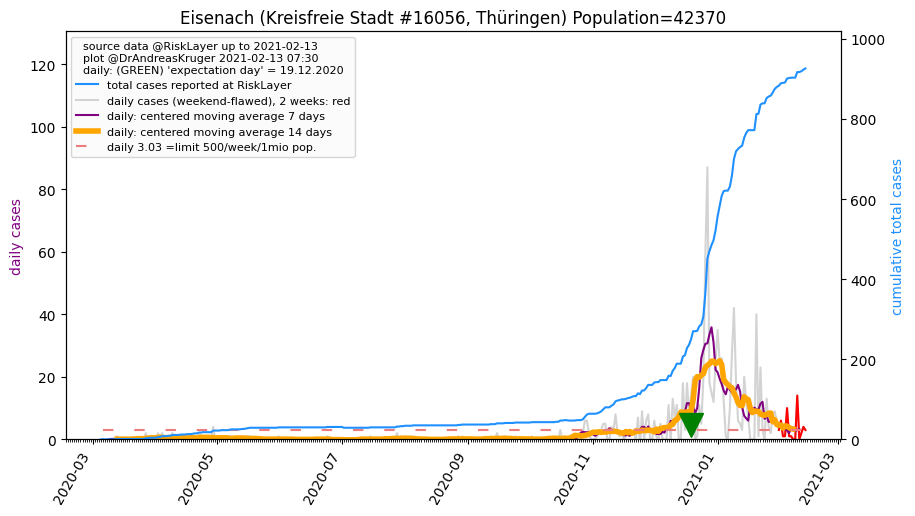 Eisenach (Kreisfreie Stadt #16056, Thüringen) Population=42370
source data @RiskLayer up to 2021-02-13
plot @DrAndreasKruger 2021-02-13 07:30
daily: (GREEN) 'expectation day' = 19.12.2020
total cases reported at RiskLayer
daily cases (weekend-flawed), 2 weeks: red
daily: centered moving average 7 days
daily: centered moving average 14 days
daily 3.03 =limit 500/week/1mio pop.
daily cases
120
100
80
60
40
20
0
cumulative total cases
1000
800
600
400
200
0
2020-03
2020-05
2020-07
2020-09
2020-11
2021-01
2021-03